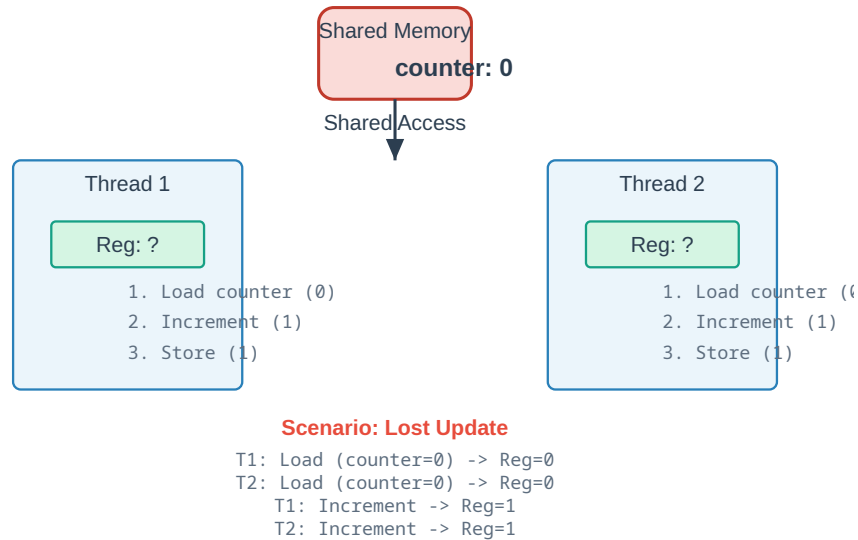 Shared Memory
counter: 0
Shared Access
Thread 1
Reg: ?
1. Load counter (0)
2. Increment (1)
3. Store (1)
Thread 2
Reg: ?
1. Load counter (0
2. Increment (1)
3. Store (1)
Scenario: Lost Update
T1: Load (counter=0) -> Reg=0
T2: Load (counter=0) -> Reg=0
T1: Increment -> Reg=1
T2: Increment -> Reg=1